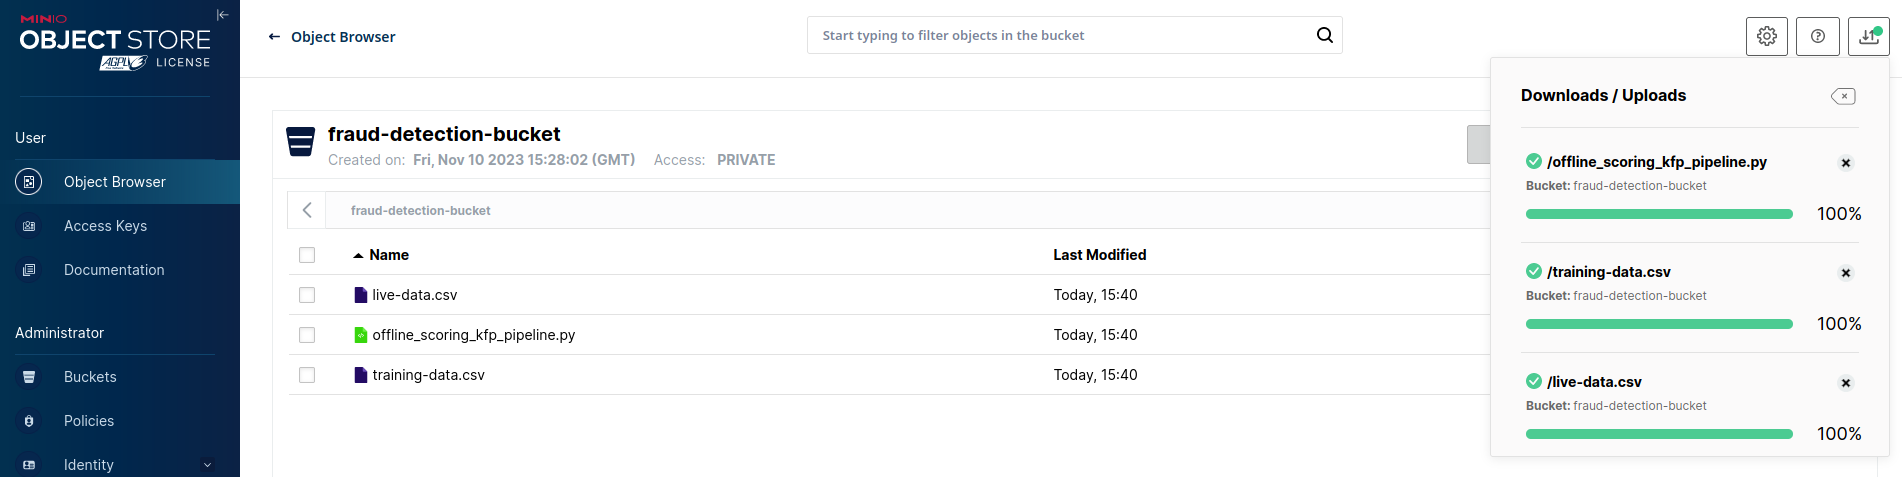 MINIO
OBJECT STORE
AGPL v3 LICENSE
User
Object Browser
Access Keys
Documentation
Administrator
Buckets
Policies
Identity
Object Browser
Start typing to filter objects in the bucket
fraud-detection-bucket
Created on: Fri, Nov 10 2023 15:28:02 (GMT) Access: PRIVATE
fraud-detection-bucket
Name Last Modified
live-data.csv Today, 15:40
offline_scoring_kfp_pipeline.py Today, 15:40
training-data.csv Today, 15:40
Downloads / Uploads
/offline_scoring_kfp_pipeline.py
Bucket: fraud-detection-bucket
100%
/training-data.csv
Bucket: fraud-detection-bucket
100%
/live-data.csv
Bucket: fraud-detection-bucket
100%